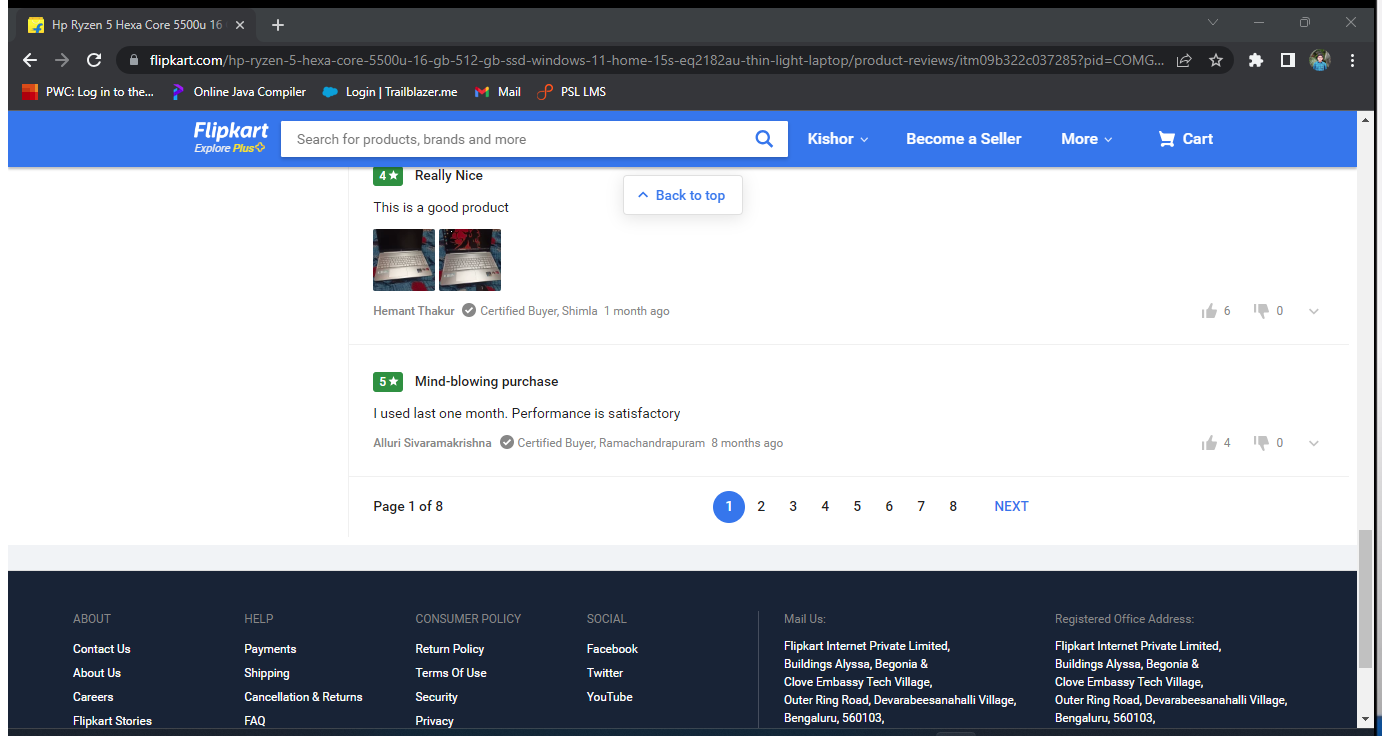 Hp Ryzen 5 Hexa Core 5500u 16
flipkart.com/hp-ryzen-5-hexa-core-5500u-16-gb-512-gb-ssd-windows-11-home-15s-eq2182au-thin-light-laptop/product-reviews/itm09b322c037285?pid=COMG...
PWC: Log in to the... Online Java Compiler Login | Trailblazer.me Mail PSL LMS
Flipkart
Explore Plus
Search for products, brands and more
Kishor Become a Seller More Cart
4★ Really Nice
Back to top
This is a good product
Hemant Thakur Certified Buyer, Shimla 1 month ago 6 0
5★ Mind-blowing purchase
I used last one month. Performance is satisfactory
Alluri Sivaramakrishna Certified Buyer, Ramachandrapuram 8 months ago 4 0
Page 1 of 8 1 2 3 4 5 6 7 8 NEXT
ABOUT
Contact Us
About Us
Careers
Flipkart Stories
HELP
Payments
Shipping
Cancellation & Returns
FAQ
CONSUMER POLICY
Return Policy
Terms Of Use
Security
Privacy
SOCIAL
Facebook
Twitter
YouTube
Mail Us:
Flipkart Internet Private Limited,
Buildings Alyssa, Begonia &
Clove Embassy Tech Village,
Outer Ring Road, Devarabeesanahalli Village,
Bengaluru, 560103,
Registered Office Address:
Flipkart Internet Private Limited,
Buildings Alyssa, Begonia &
Clove Embassy Tech Village,
Outer Ring Road, Devarabeesanahalli Village,
Bengaluru, 560103,